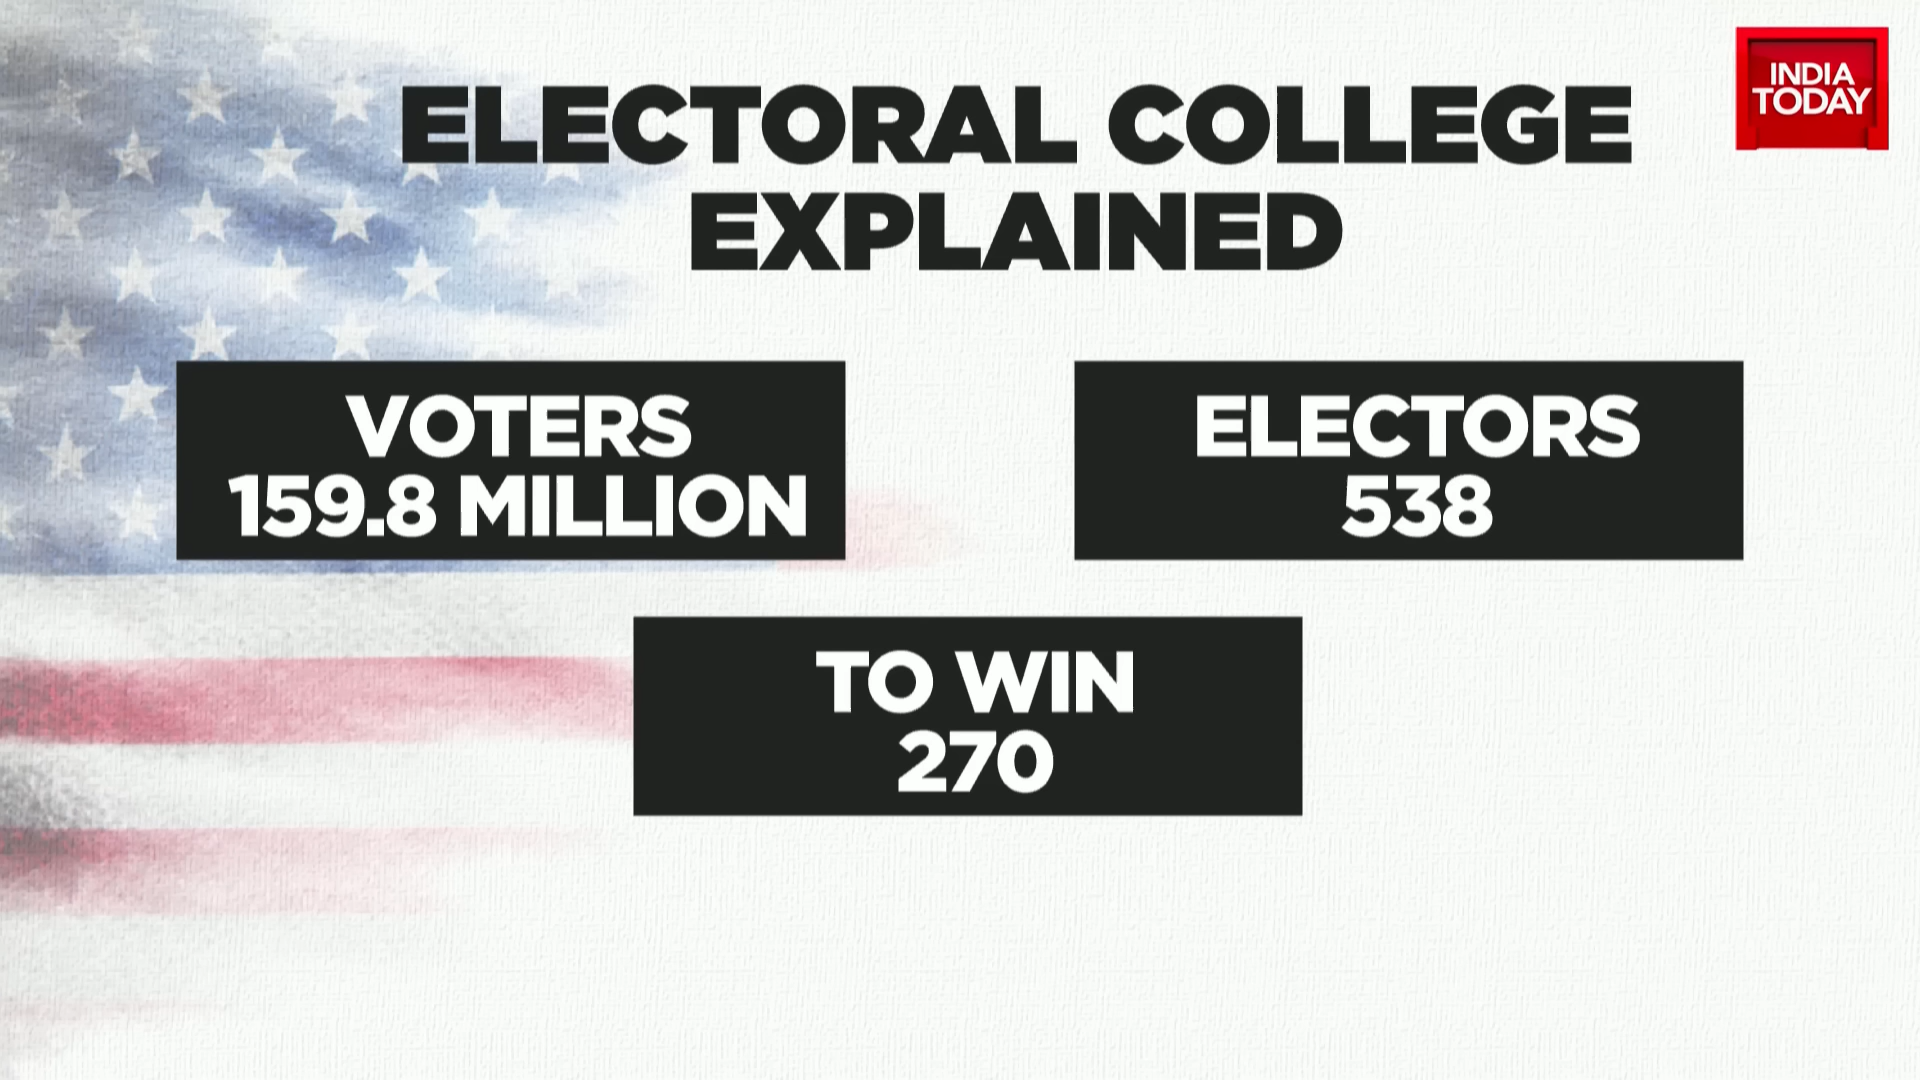 ELECTORAL COLLEGE
EXPLAINED
INDIA
TODAY
VOTERS
159.8 MILLION
ELECTORS
538
TO WIN
270